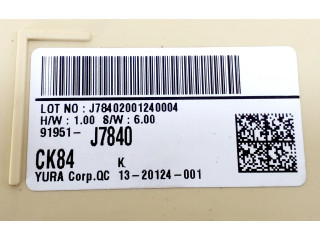 LOT NO : J78402001240004
H/W : 1.00 S/W : 6.00
91951- J7840
CK84 K
YURA Corp.QC 13-20124-001